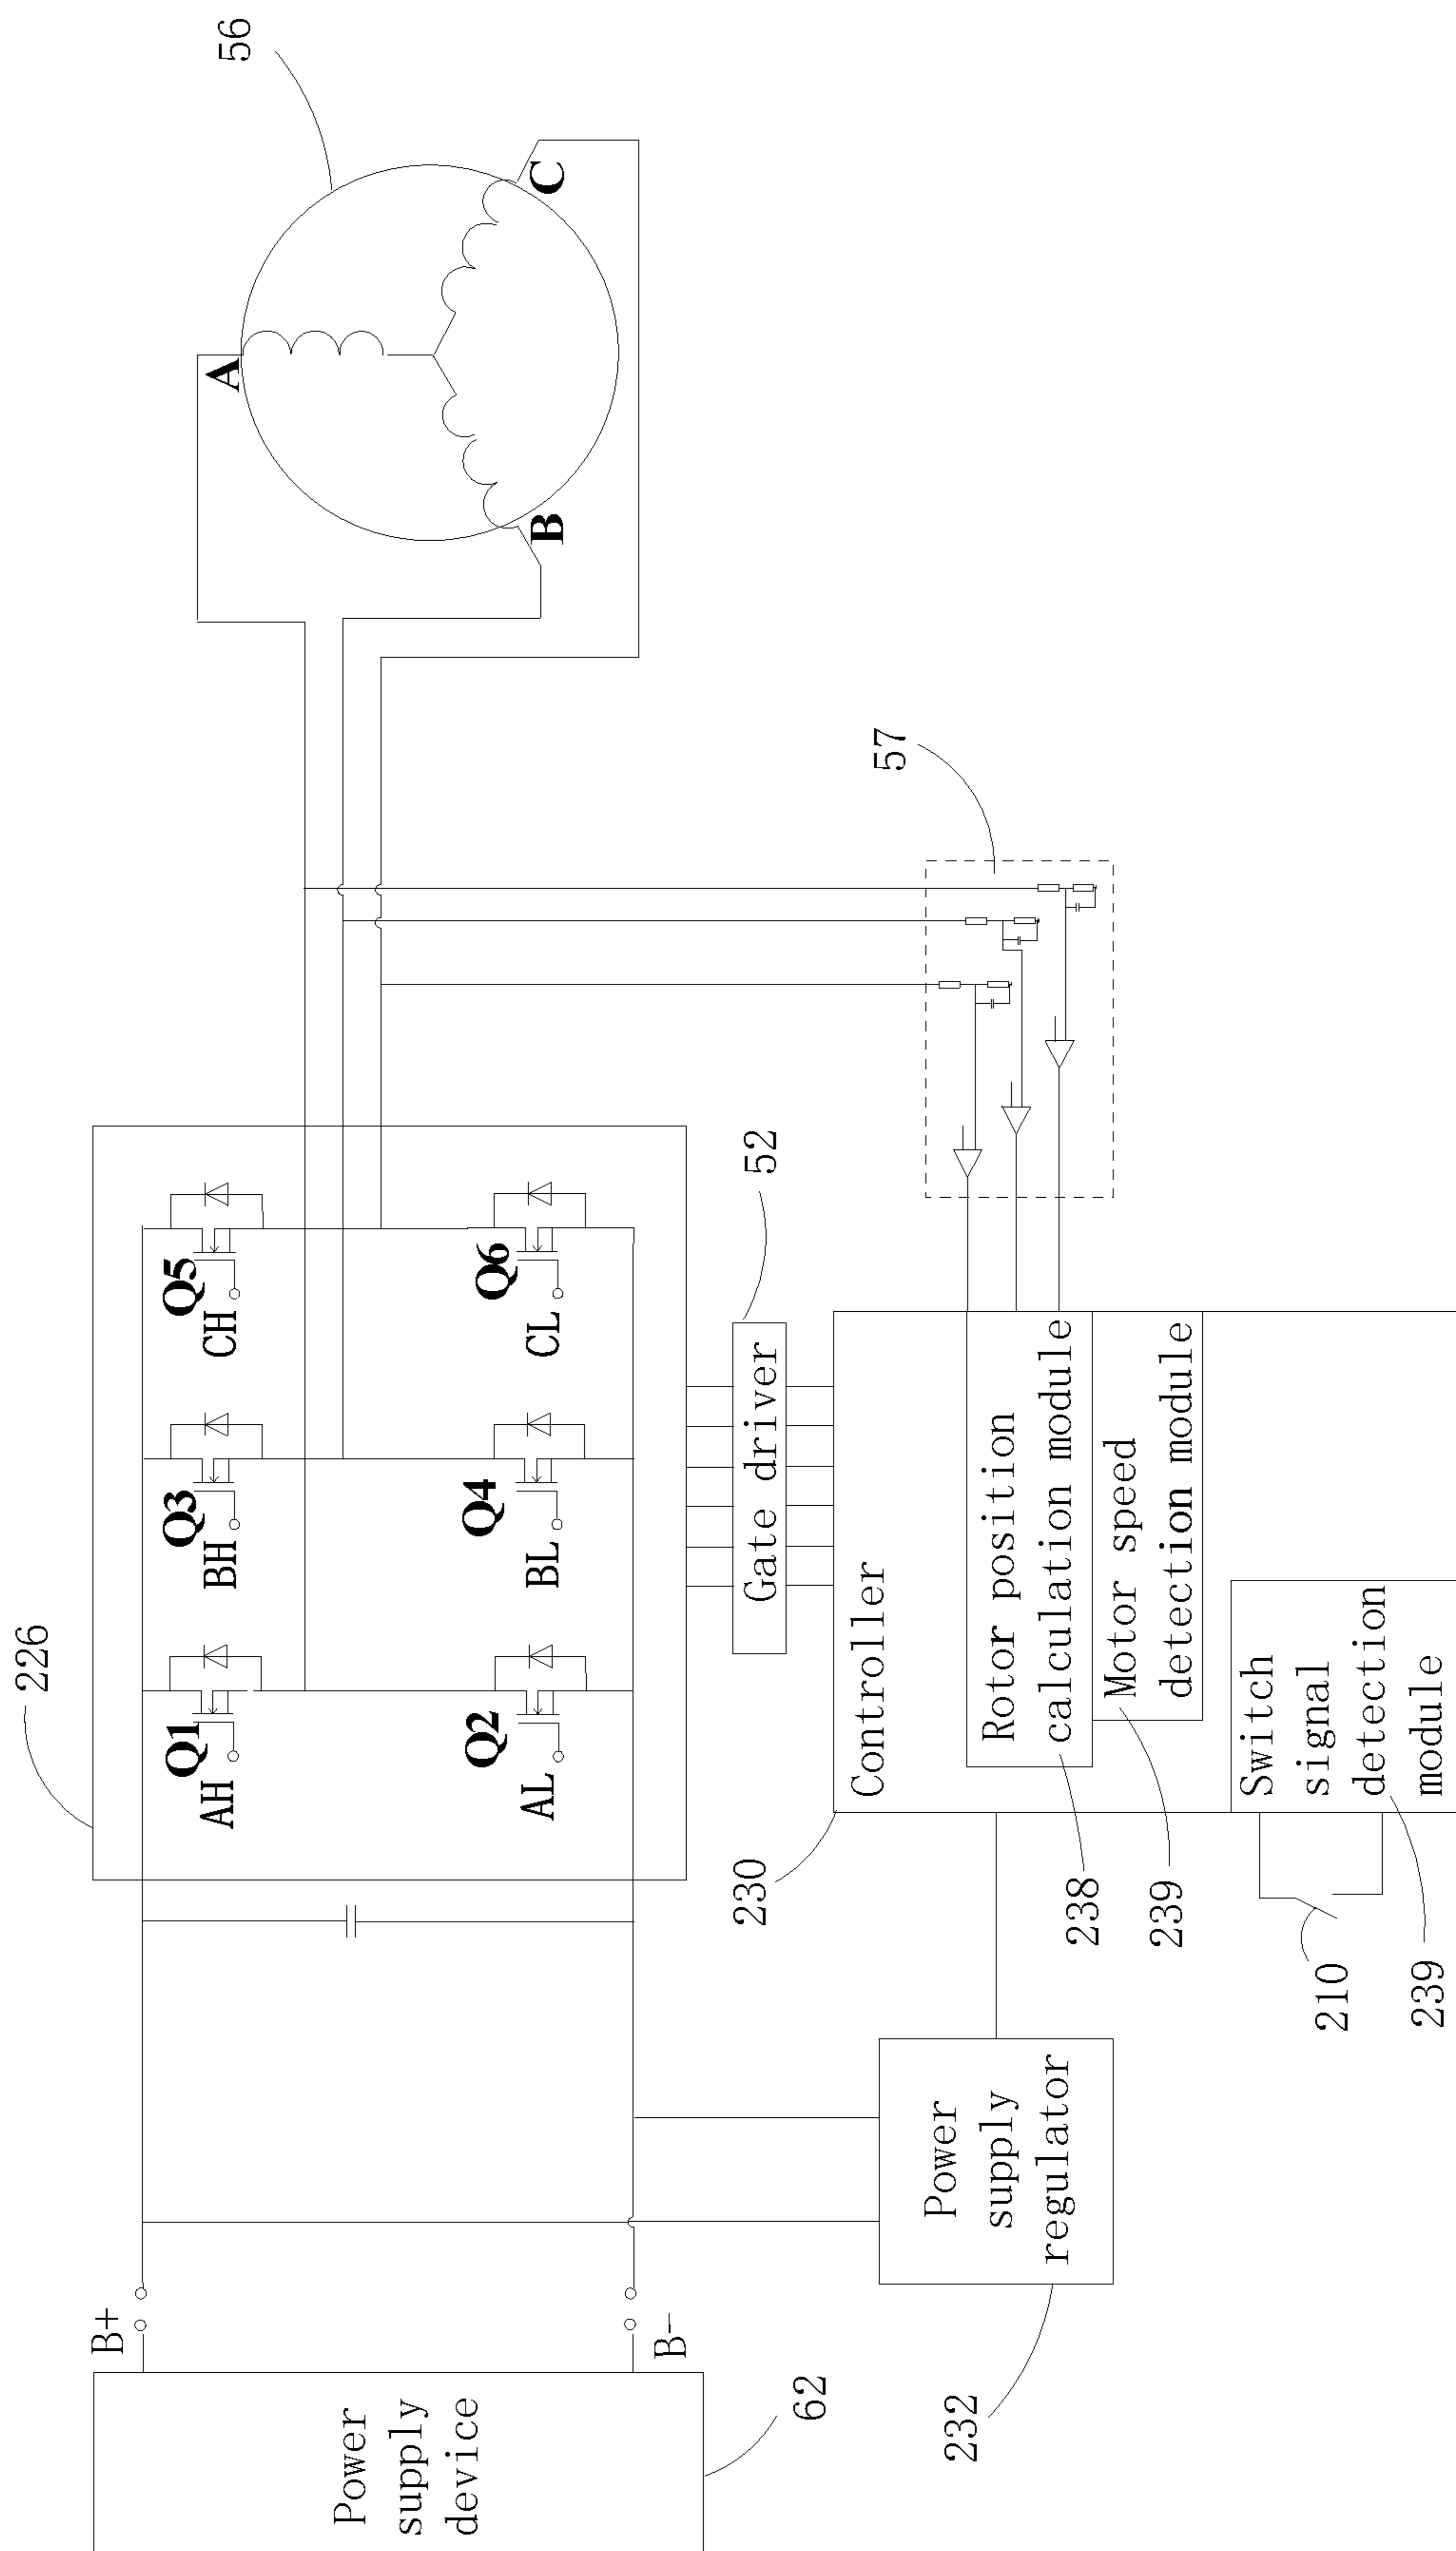 Power
supply
device
62
B+
B-
226
Q1
AH
Q3
BH
Q5
CH
Q2
AL
Q4
BL
Q6
CL
A
B
C
56
57
Gate driver
52
Power
supply
regulator
232
Controller
230
Rotor position
calculation module
238
Motor speed
detection module
239
Switch
signal
detection
module
239
210